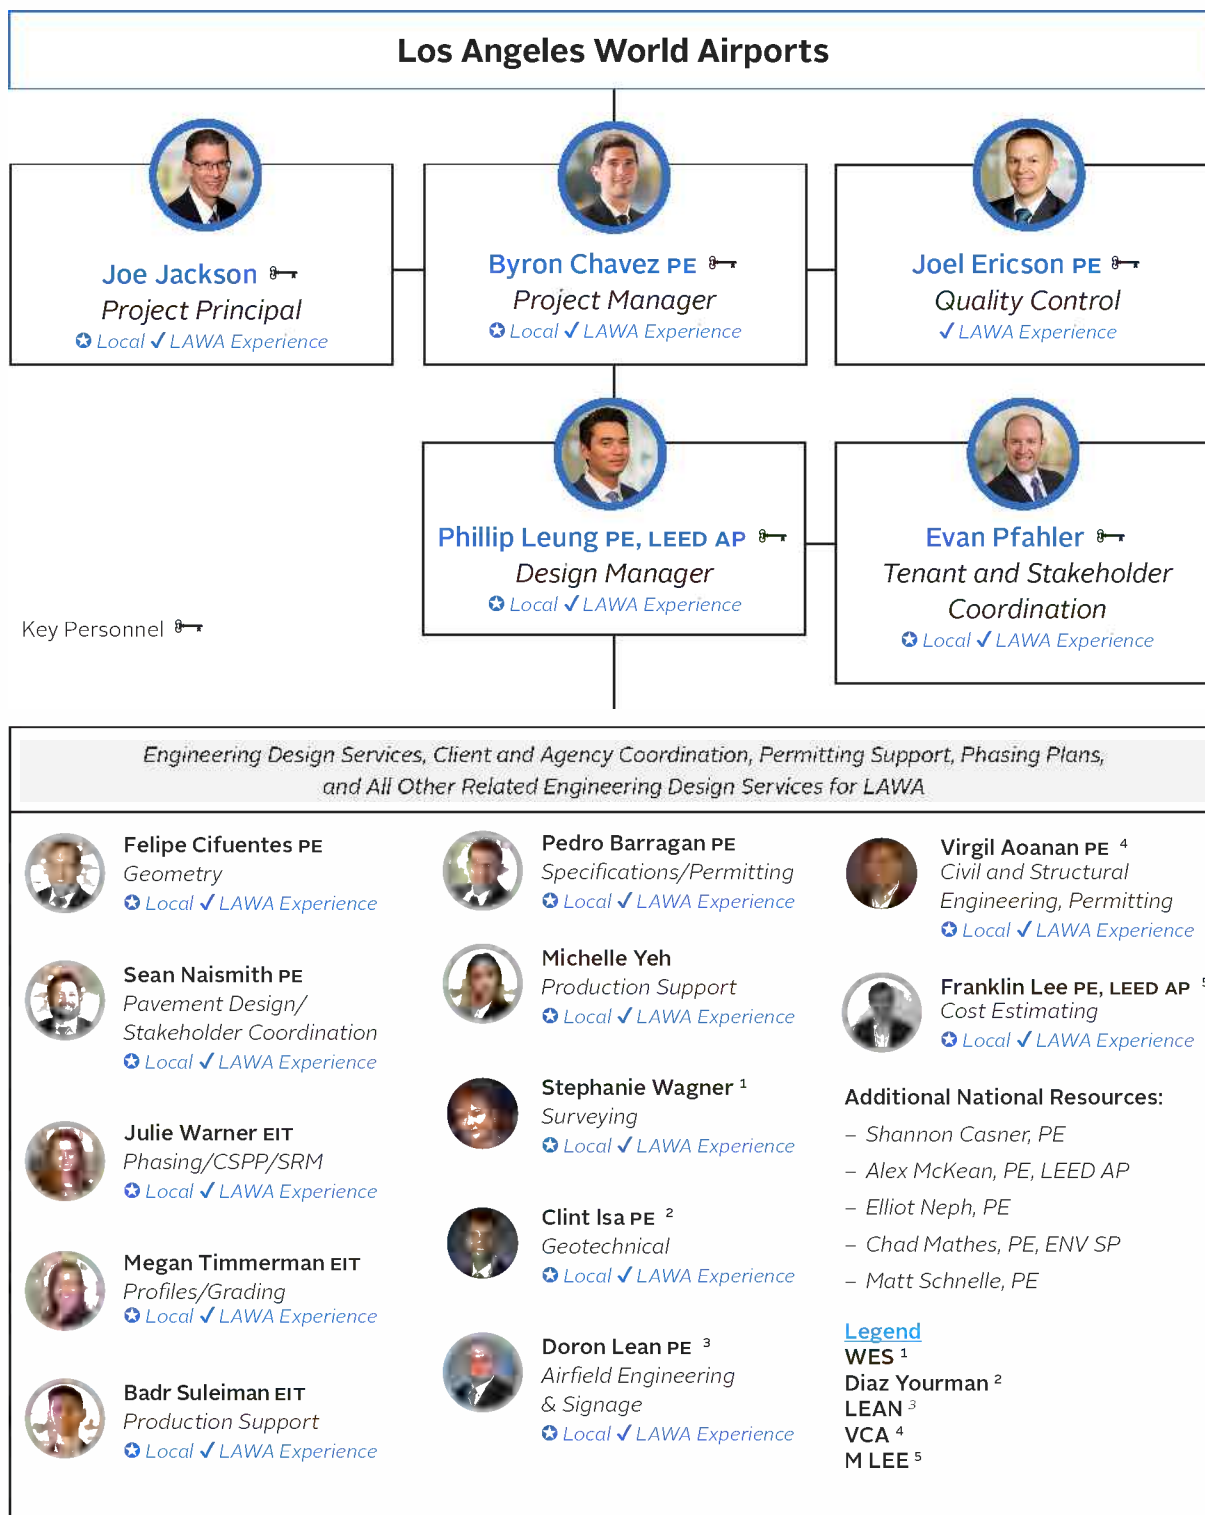 Los Angeles World Airports
Joe Jackson
Project Principal
✪ Local ✓ LAWA Experience
Byron Chavez PE
Project Manager
✪ Local ✓ LAWA Experience
Joel Ericson PE
Quality Control
✓ LAWA Experience
Phillip Leung PE, LEED AP
Design Manager
✪ Local ✓ LAWA Experience
Evan Pfahler
Tenant and Stakeholder
Coordination
✪ Local ✓ LAWA Experience
Key Personnel
Engineering Design Services, Client and Agency Coordination, Permitting Support, Phasing Plans,
and All Other Related Engineering Design Services for LAWA
Felipe Cifuentes PE
Geometry
✪ Local ✓ LAWA Experience
Sean Naismith PE
Pavement Design/
Stakeholder Coordination
✪ Local ✓ LAWA Experience
Julie Warner EIT
Phasing/CSPP/SRM
✪ Local ✓ LAWA Experience
Megan Timmerman EIT
Profiles/Grading
✪ Local ✓ LAWA Experience
Badr Suleiman EIT
Production Support
✪ Local ✓ LAWA Experience
Pedro Barragan PE
Specifications/Permitting
✪ Local ✓ LAWA Experience
Michelle Yeh
Production Support
✪ Local ✓ LAWA Experience
Stephanie Wagner ¹
Surveying
✪ Local ✓ LAWA Experience
Clint Isa PE ²
Geotechnical
✪ Local ✓ LAWA Experience
Doron Lean PE ³
Airfield Engineering
& Signage
✪ Local ✓ LAWA Experience
Virgil Aoanan PE ⁴
Civil and Structural
Engineering, Permitting
✪ Local ✓ LAWA Experience
Franklin Lee PE, LEED AP ⁵
Cost Estimating
✪ Local ✓ LAWA Experience
Additional National Resources:
– Shannon Casner, PE
– Alex McKean, PE, LEED AP
– Elliot Neph, PE
– Chad Mathes, PE, ENV SP
– Matt Schnelle, PE
Legend
WES ¹
Diaz Yourman ²
LEAN ³
VCA ⁴
M LEE ⁵